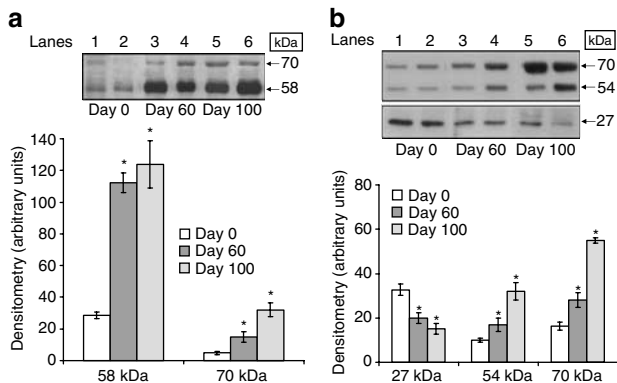 a
Lanes 1 2 3 4 5 6 kDa
70
58
Day 0 Day 60 Day 100
Densitometry (arbitrary units)
140
120
100
80
60
40
20
0
* * * *
Day 0
Day 60
Day 100
58 kDa 70 kDa
b
Lanes 1 2 3 4 5 6 kDa
70
54
27
Day 0 Day 60 Day 100
Densitometry (arbitrary units)
80
60
40
20
0
Day 0
Day 60
Day 100
* * * * * *
27 kDa 54 kDa 70 kDa